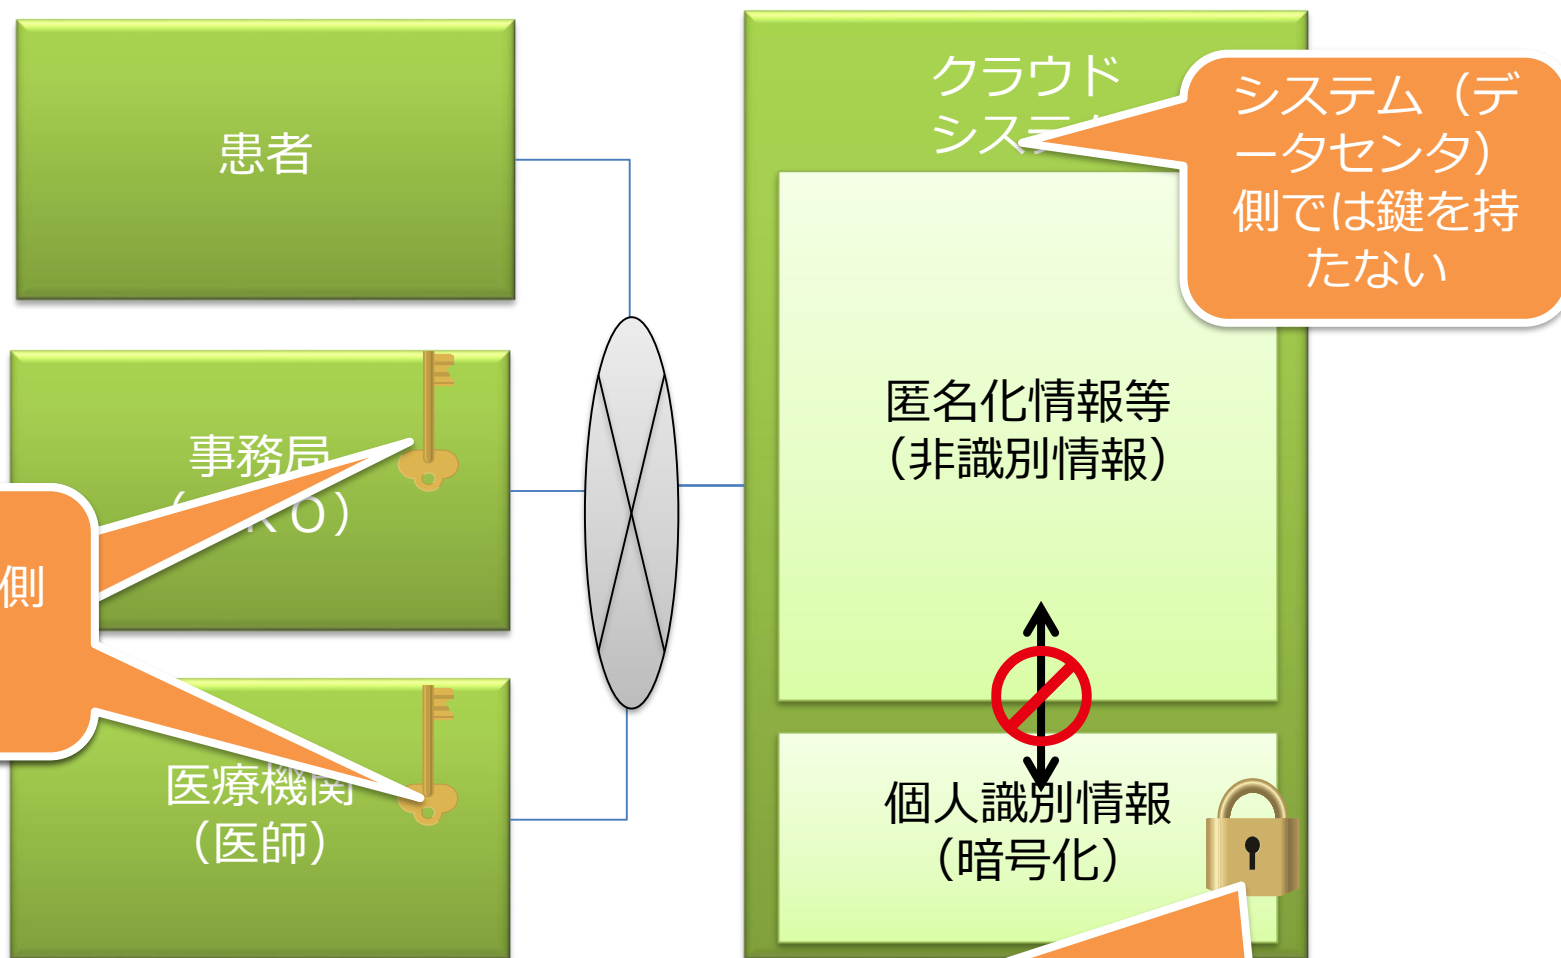 患者
事務局
医療機関
（医師）
側
クラウド
システム（デ
ータセンタ）
側では鍵を持
たない
匿名化情報等
（非識別情報）
個人識別情報
（暗号化）